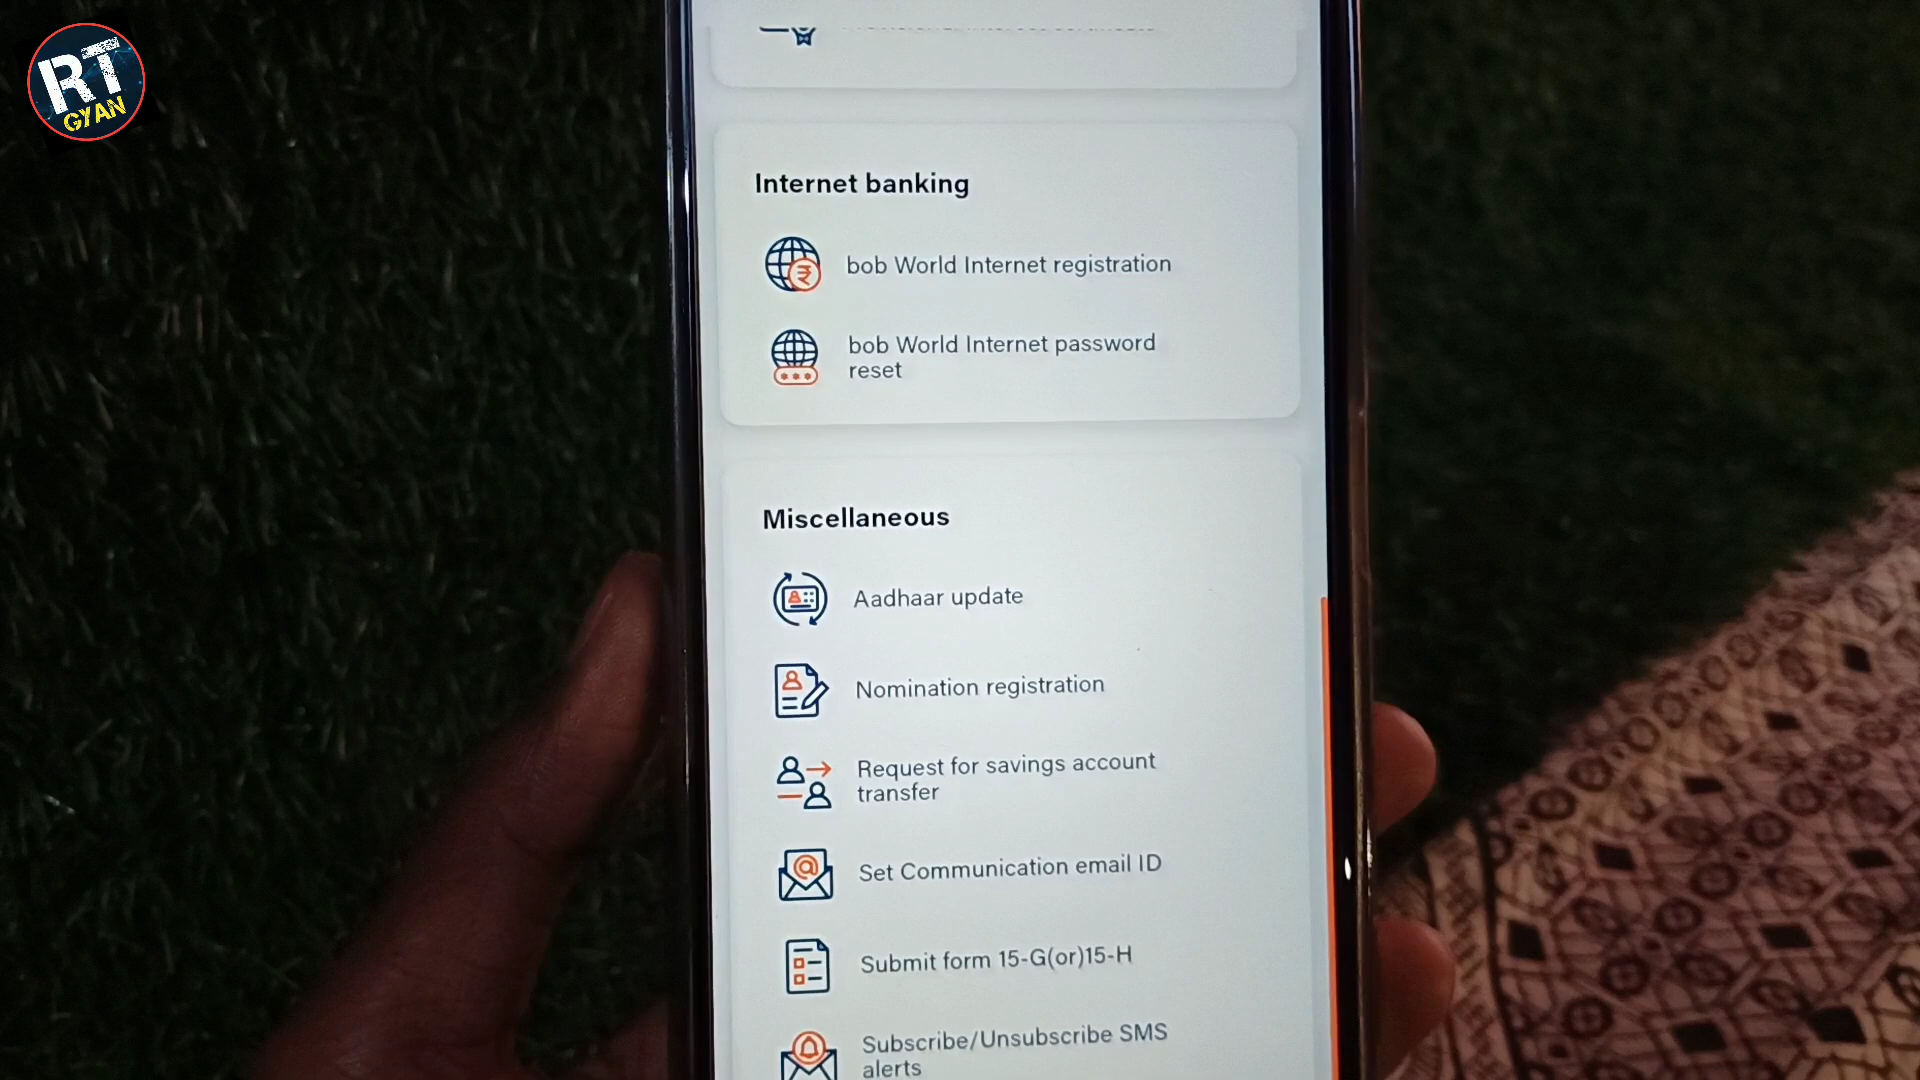 RT
GYAN
Internet banking
bob World Internet registration
bob World Internet password
reset
Miscellaneous
Aadhaar update
Nomination registration
Request for savings account
transfer
Set Communication email ID
Submit form 15-G(or)15-H
Subscribe/Unsubscribe SMS
alerts